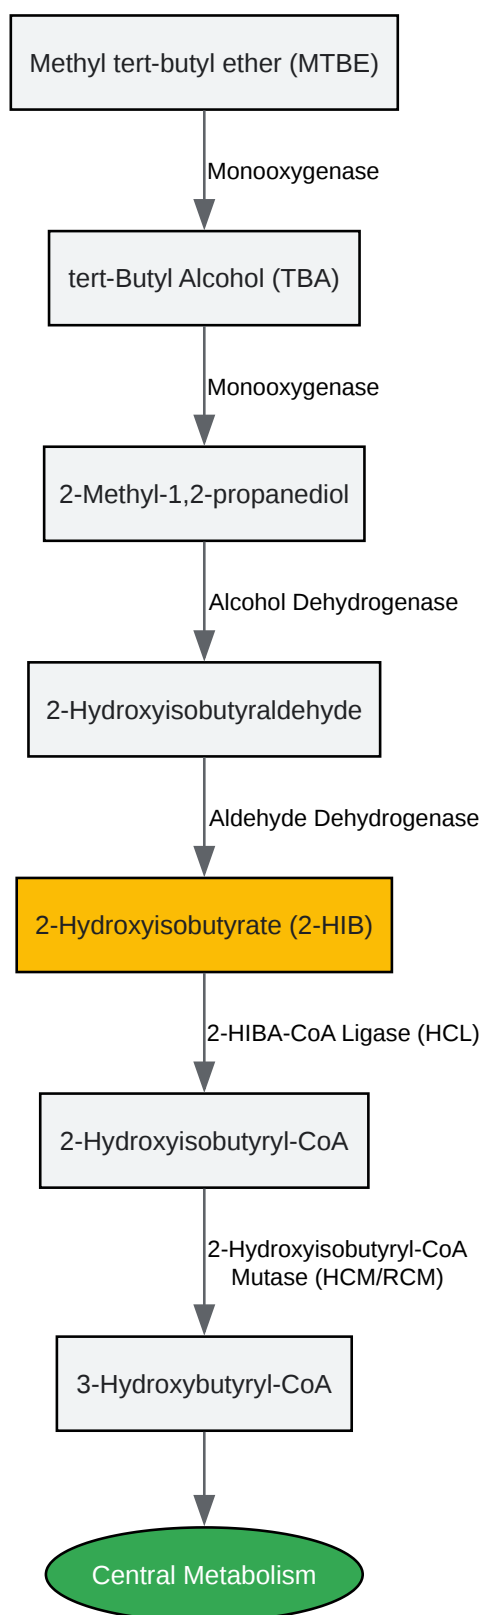 Methyl tert-butyl ether (MTBE)
Monooxygenase
tert-Butyl Alcohol (TBA)
Monooxygenase
2-Methyl-1,2-propanediol
Alcohol Dehydrogenase
2-Hydroxyisobutyraldehyde
Aldehyde Dehydrogenase
2-Hydroxyisobutyrate (2-HIB)
2-HIBA-CoA Ligase (HCL)
2-Hydroxyisobutyryl-CoA
2-Hydroxyisobutyryl-CoA
Mutase (HCM/RCM)
3-Hydroxybutyryl-CoA
Central Metabolism